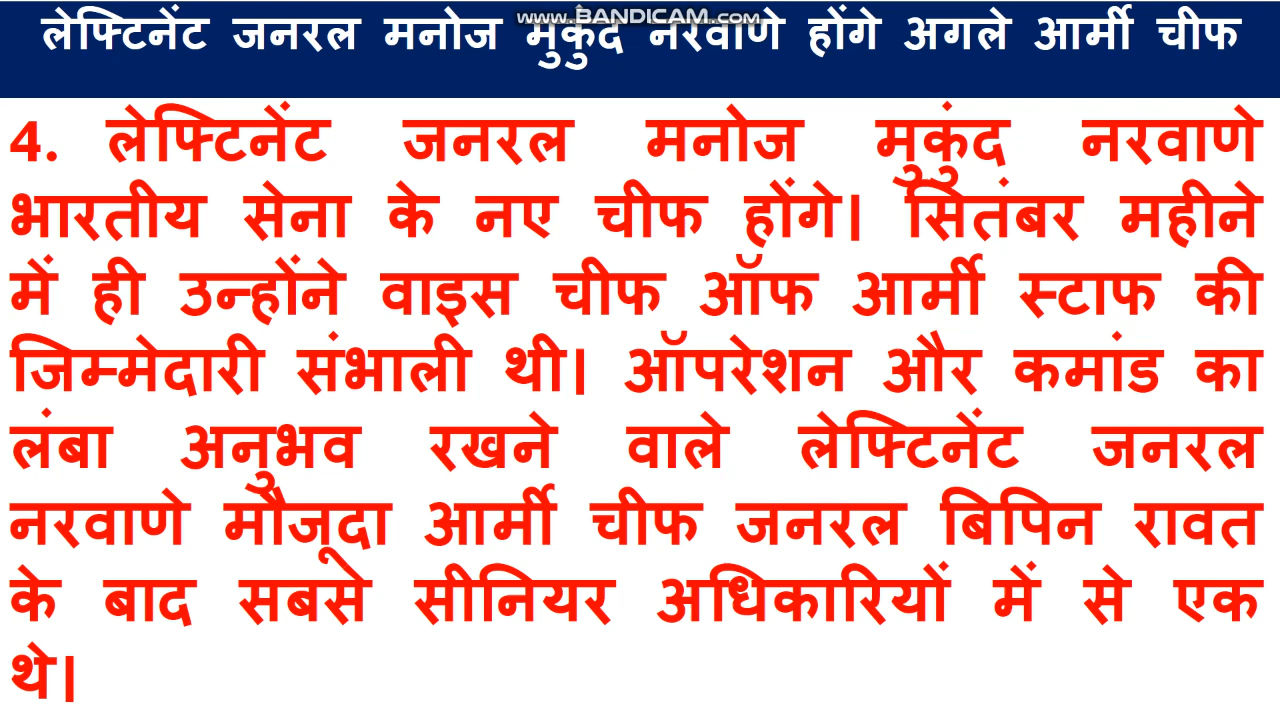 www.BANDICAM.com
लेफ्टिनेंट जनरल मनोज मुकुंद नरवाणे होंगे अगले आर्मी चीफ
4. लेफ्टिनेंट जनरल मनोज मुकुंद नरवाणे
भारतीय सेना के नए चीफ होंगे। सितंबर महीने
में ही उन्होंने वाइस चीफ ऑफ आर्मी स्टाफ की
जिम्मेदारी संभाली थी। ऑपरेशन और कमांड का
लंबा अनुभव रखने वाले लेफ्टिनेंट जनरल
नरवाणे मौजूदा आर्मी चीफ जनरल बिपिन रावत
के बाद सबसे सीनियर अधिकारियों में से एक
थे।